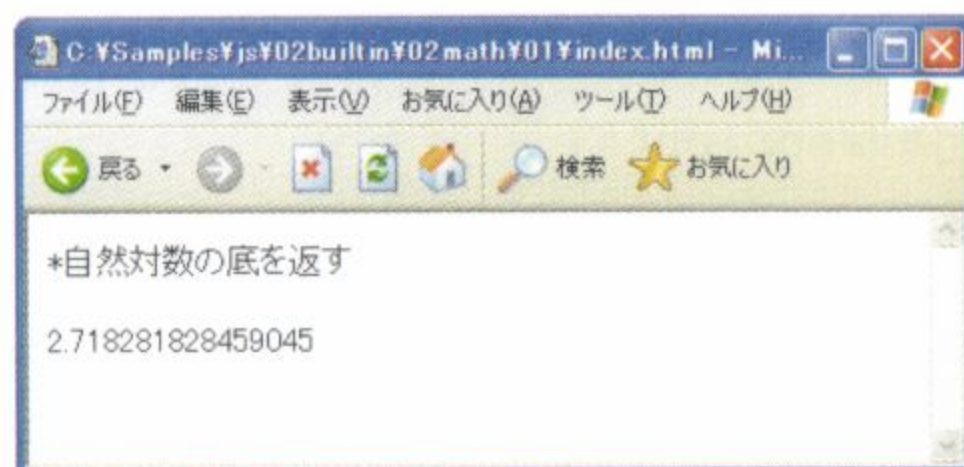 C:¥Samples¥js¥02builtin¥02math¥01¥index.html - Mi...
ファイル(F) 編集(E) 表示(V) お気に入り(A) ツール(T) ヘルプ(H)
戻る 検索 お気に入り
*自然対数の底を返す
2.718281828459045